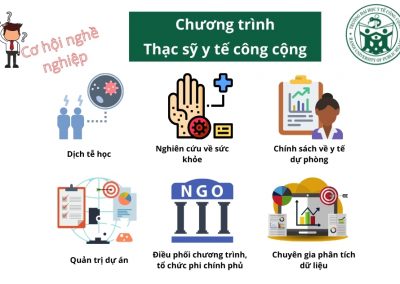 Cơ hội nghề
nghiệp
Chương trình
Thạc sỹ y tế công cộng
Dịch tễ học
Nghiên cứu về sức
khỏe
Chính sách về y tế
dự phòng
Quản trị dự án
NGO
Điều phối chương trình,
tổ chức phi chính phủ
Chuyên gia phân tích
dữ liệu